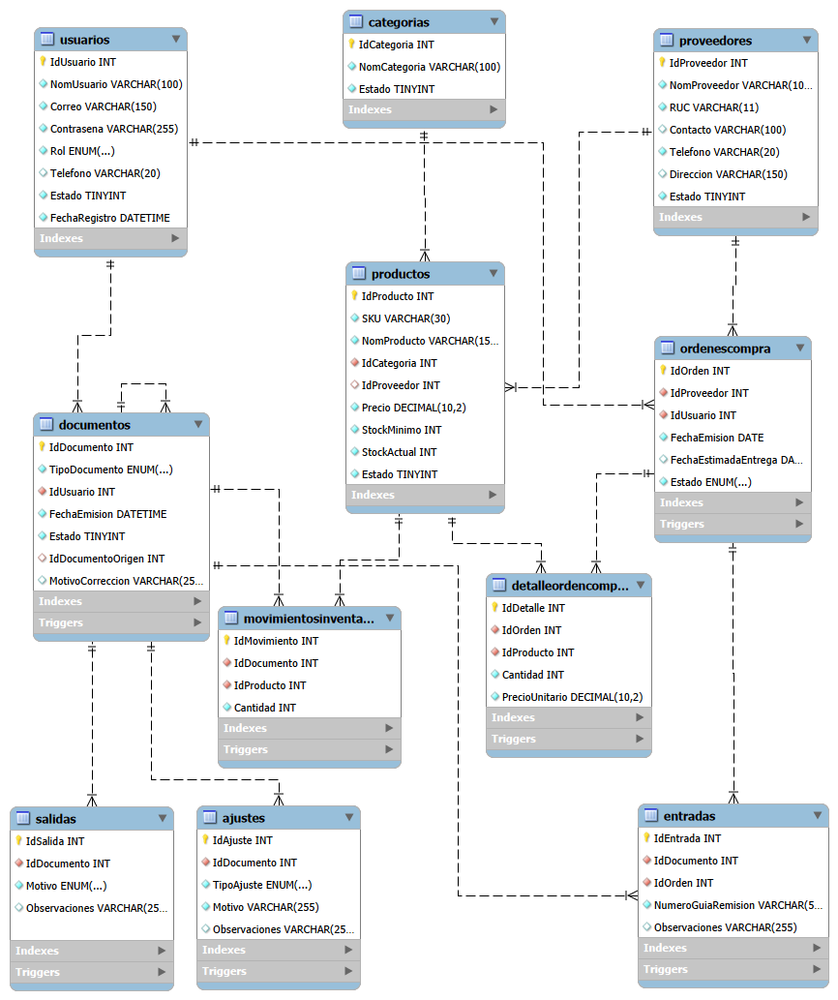 usuarios
IdUsuario INT
NomUsuario VARCHAR(100)
Correo VARCHAR(150)
Contrasena VARCHAR(255)
Rol ENUM(...)
Telefono VARCHAR(20)
Estado TINYINT
FechaRegistro DATETIME
Indexes
categorias
IdCategoria INT
NomCategoria VARCHAR(100)
Estado TINYINT
Indexes
proveedores
IdProveedor INT
NomProveedor VARCHAR(10...
RUC VARCHAR(11)
Contacto VARCHAR(100)
Telefono VARCHAR(20)
Direccion VARCHAR(150)
Estado TINYINT
Indexes
productos
IdProducto INT
SKU VARCHAR(30)
NomProducto VARCHAR(15...
IdCategoria INT
IdProveedor INT
Precio DECIMAL(10,2)
StockMinimo INT
StockActual INT
Estado TINYINT
Indexes
ordenescompra
IdOrden INT
IdProveedor INT
IdUsuario INT
FechaEmision DATE
FechaEstimadaEntrega DA...
Estado ENUM(...)
Indexes
Triggers
documentos
IdDocumento INT
TipoDocumento ENUM(...)
IdUsuario INT
FechaEmision DATETIME
Estado TINYINT
IdDocumentoOrigen INT
MotivoCorreccion VARCHAR(25...
Indexes
Triggers
movimientosinventa...
IdMovimiento INT
IdDocumento INT
IdProducto INT
Cantidad INT
Indexes
Triggers
detalleordencomp...
IdDetalle INT
IdOrden INT
IdProducto INT
Cantidad INT
PrecioUnitario DECIMAL(10,2)
Indexes
Triggers
salidas
IdSalida INT
IdDocumento INT
Motivo ENUM(...)
Observaciones VARCHAR(25...
Indexes
Triggers
ajustes
IdAjuste INT
IdDocumento INT
TipoAjuste ENUM(...)
Motivo VARCHAR(255)
Observaciones VARCHAR(25...
Indexes
Triggers
entradas
IdEntrada INT
IdDocumento INT
IdOrden INT
NumeroGuiaRemision VARCHAR(5...
Observaciones VARCHAR(255)
Indexes
Triggers